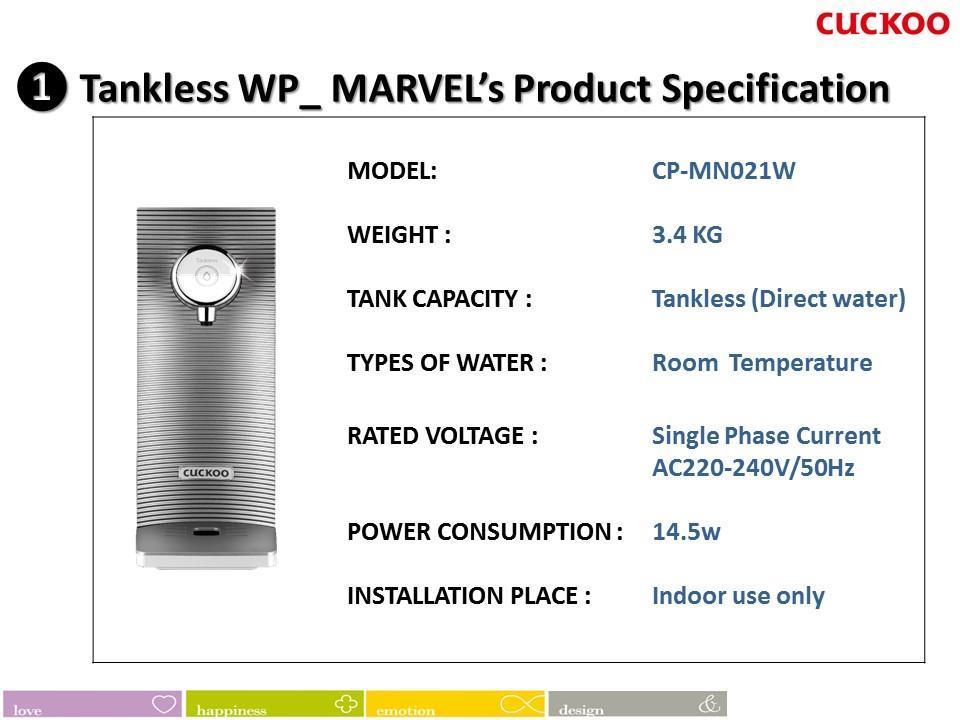 CUCKOO
1 Tankless WP_ MARVEL’s Product Specification
MODEL: CP-MN021W
WEIGHT : 3.4 KG
TANK CAPACITY : Tankless (Direct water)
TYPES OF WATER : Room Temperature
RATED VOLTAGE : Single Phase Current
AC220-240V/50Hz
POWER CONSUMPTION : 14.5w
INSTALLATION PLACE : Indoor use only
Tankless
CUCKOO
love happiness emotion design &